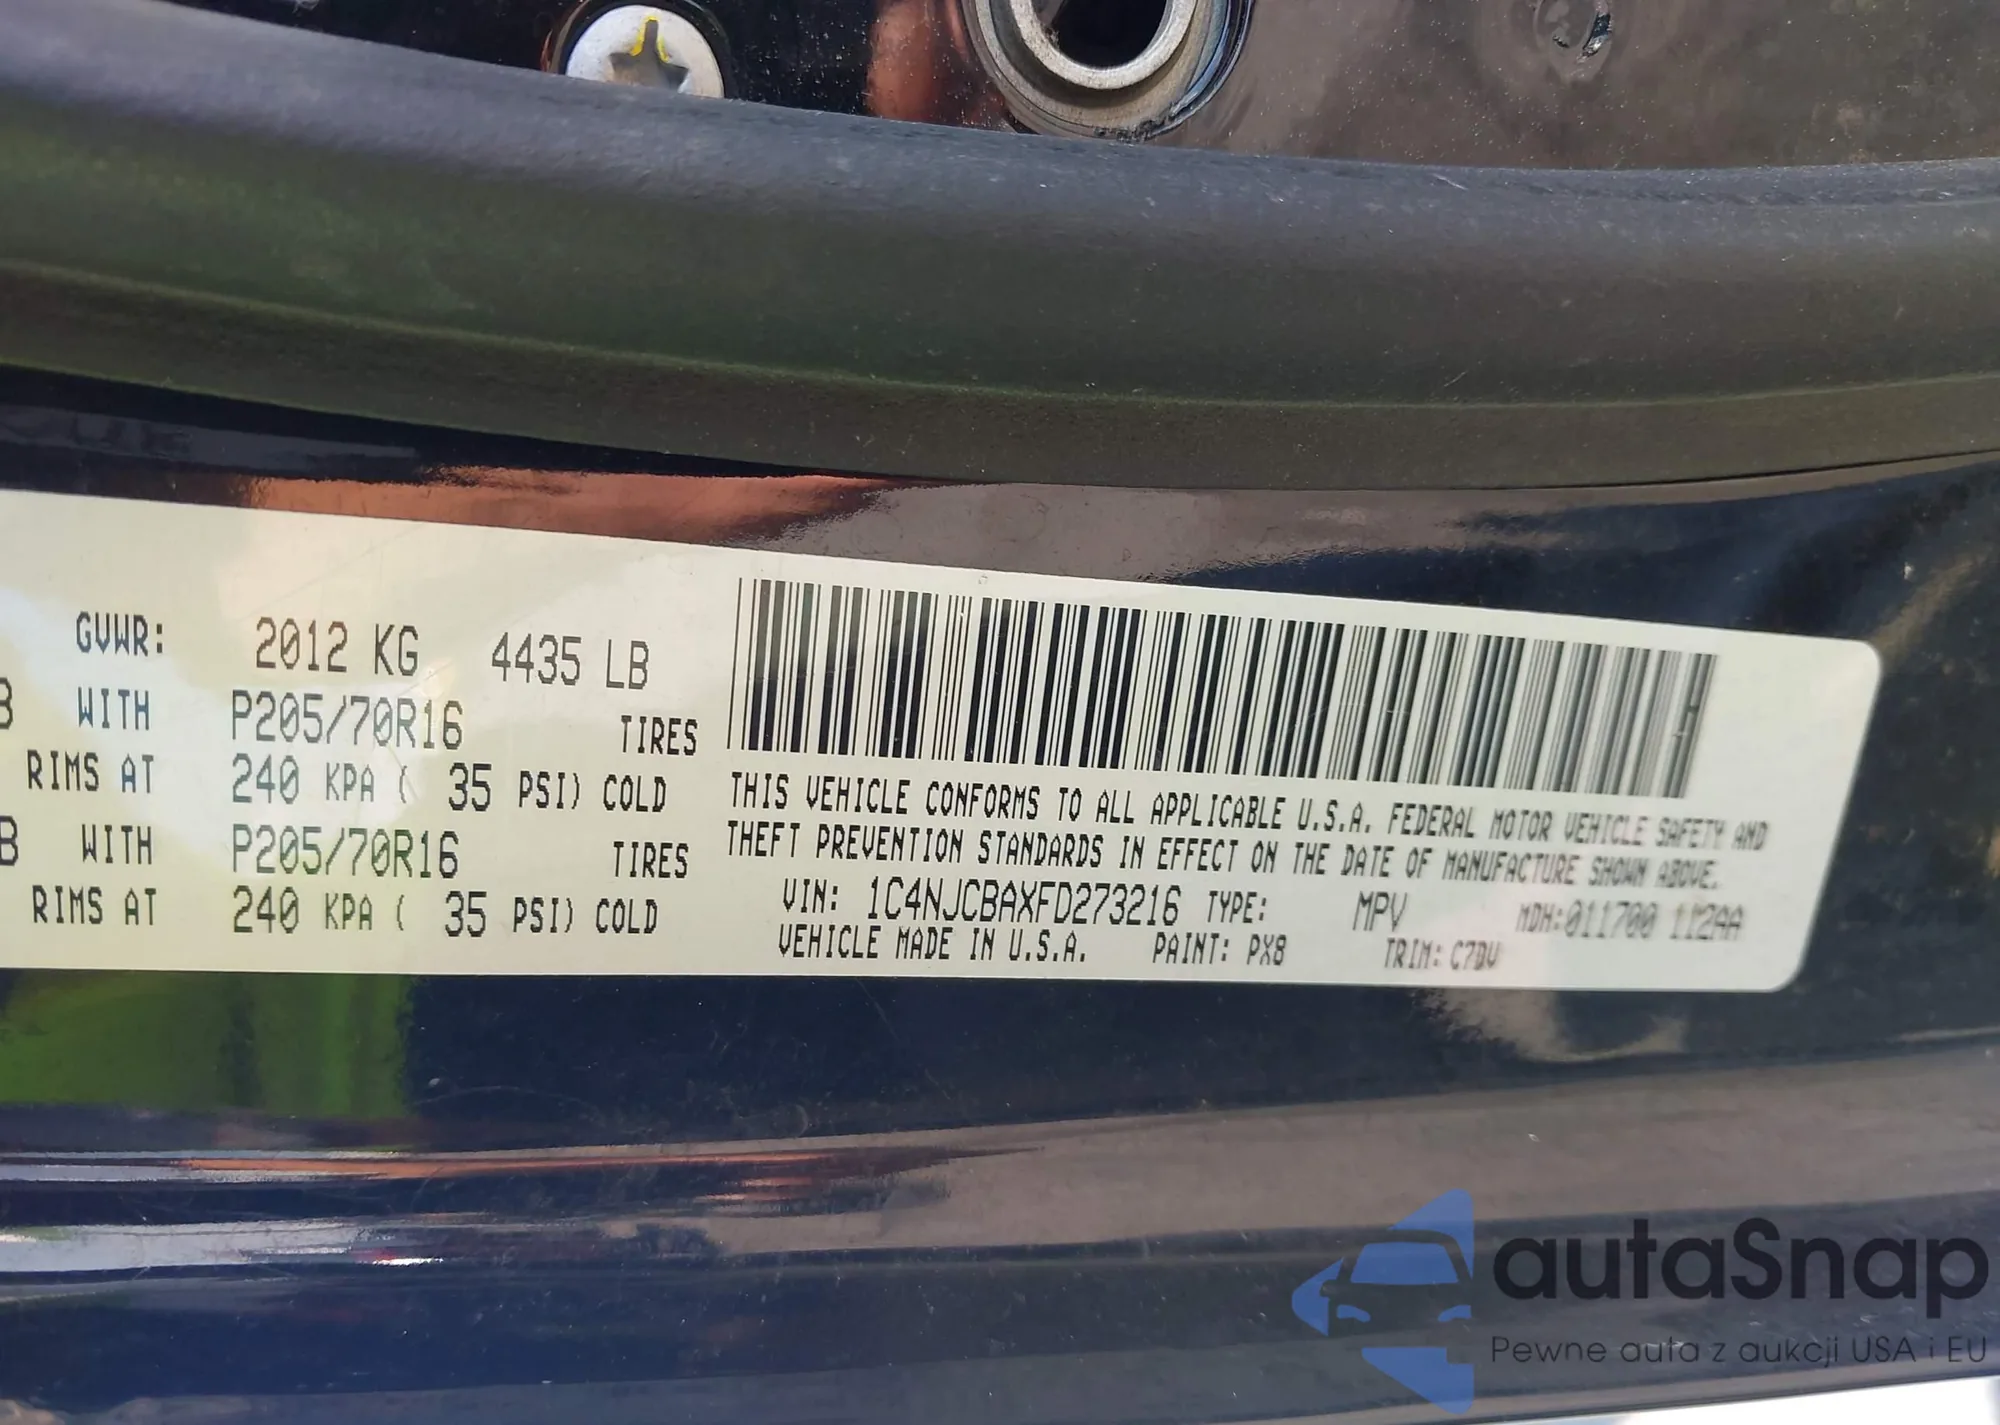 GVWR: 2012 KG 4435 LB
B WITH P205/70R16 TIRES
RIMS AT 240 KPA ( 35 PSI) COLD
B WITH P205/70R16 TIRES
RIMS AT 240 KPA ( 35 PSI) COLD
H
THIS VEHICLE CONFORMS TO ALL APPLICABLE U.S.A. FEDERAL MOTOR VEHICLE SAFETY AND
THEFT PREVENTION STANDARDS IN EFFECT ON THE DATE OF MANUFACTURE SHOWN ABOVE.
VIN: 1C4NJCBAXFD273216 TYPE: MPV MDH:011700 112AA
VEHICLE MADE IN U.S.A. PAINT: PX8 TRIM: C7DV
autaSnap
Pewne auta z aukcji USA i EU